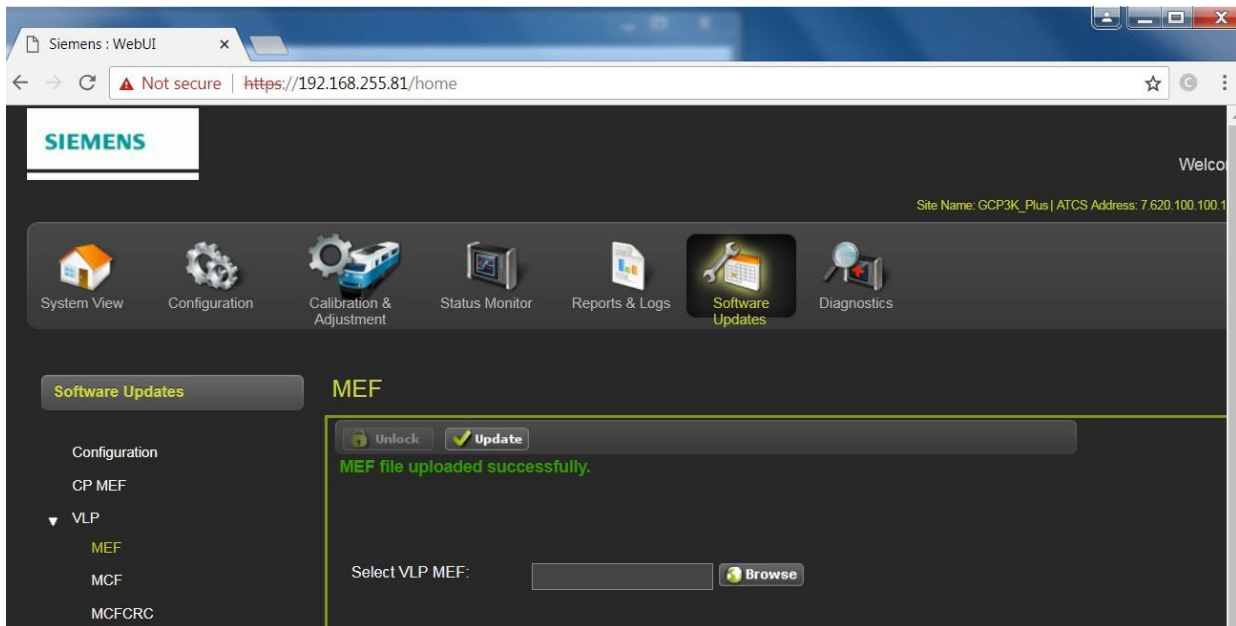 Siemens : WebUI
Not secure | https://192.168.255.81/home
SIEMENS
Site Name: GCP3K_Plus | ATCS Address: 7.620.100.100.1
System View
Configuration
Calibration &
Adjustment
Status Monitor
Reports & Logs
Software
Updates
Diagnostics
Software Updates
MEF
Unlock
Update
MEF file uploaded successfully.
Configuration
CP MEF
VLP
MEF
MCF
MCFCRC
Select VLP MEF:
Browse